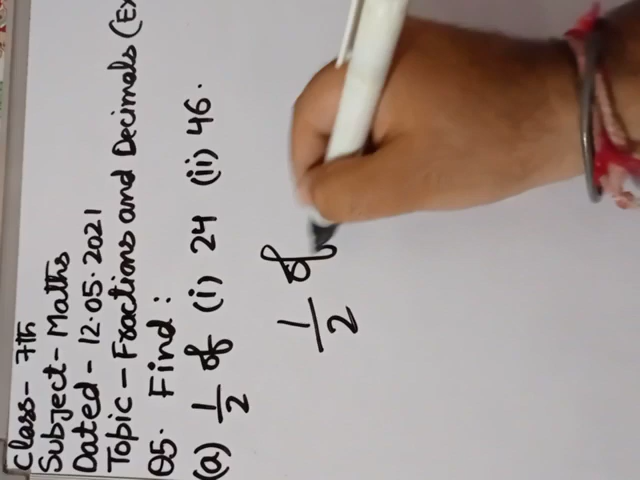 Class- 7th
Subject- Maths
Dated - 12.05.2021
Topic - Fractions and Decimals (Ex
Q5. Find :
(a) 1/2 of (i) 24 (ii) 46.
1/2 of